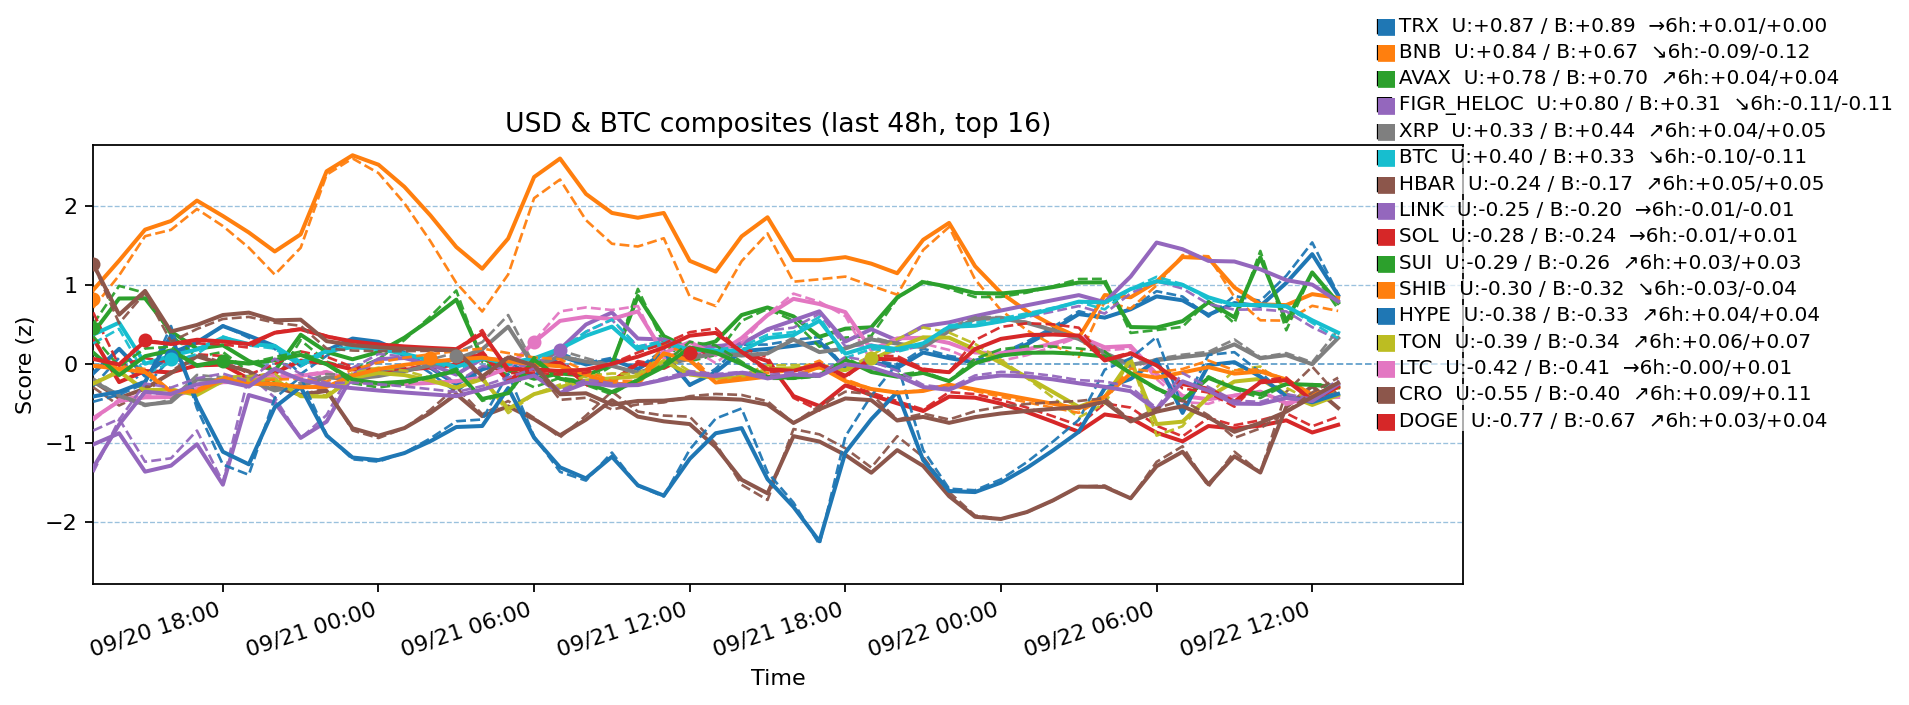 TRX  U:+0.87 / B:+0.89  →6h:+0.01/+0.00
BNB  U:+0.84 / B:+0.67  ↘6h:-0.09/-0.12
AVAX  U:+0.78 / B:+0.70  ↗6h:+0.04/+0.04
FIGR_HELOC  U:+0.80 / B:+0.31  ↘6h:-0.11/-0.11
XRP  U:+0.33 / B:+0.44  ↗6h:+0.04/+0.05
BTC  U:+0.40 / B:+0.33  ↘6h:-0.10/-0.11
HBAR  U:-0.24 / B:-0.17  ↗6h:+0.05/+0.05
LINK  U:-0.25 / B:-0.20  →6h:-0.01/-0.01
SOL  U:-0.28 / B:-0.24  →6h:-0.01/+0.01
SUI  U:-0.29 / B:-0.26  ↗6h:+0.03/+0.03
SHIB  U:-0.30 / B:-0.32  ↘6h:-0.03/-0.04
HYPE  U:-0.38 / B:-0.33  ↗6h:+0.04/+0.04
TON  U:-0.39 / B:-0.34  ↗6h:+0.06/+0.07
LTC  U:-0.42 / B:-0.41  →6h:-0.00/+0.01
CRO  U:-0.55 / B:-0.40  ↗6h:+0.09/+0.11
DOGE  U:-0.77 / B:-0.67  ↗6h:+0.03/+0.04
USD & BTC composites (last 48h, top 16)
Score (z)
2
1
0
−1
−2
09/20 18:00
09/21 00:00
09/21 06:00
09/21 12:00
09/21 18:00
09/22 00:00
09/22 06:00
09/22 12:00
Time